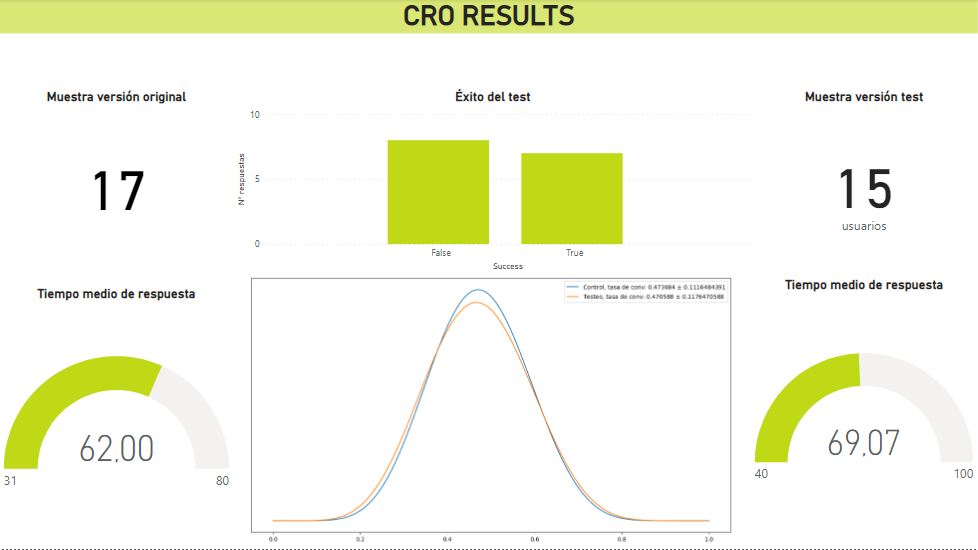 CRO RESULTS
Muestra versión original
17
Tiempo medio de respuesta
62,00
31
80
Éxito del test
10
5
0
Nº respuestas
False
True
Success
Control, tasa de conv: 0.473684 ± 0.1116484391
Testeo, tasa de conv: 0.470588 ± 0.1176470588
0.0
0.2
0.4
0.6
0.8
1.0
Muestra versión test
15
usuarios
Tiempo medio de respuesta
69,07
40
100